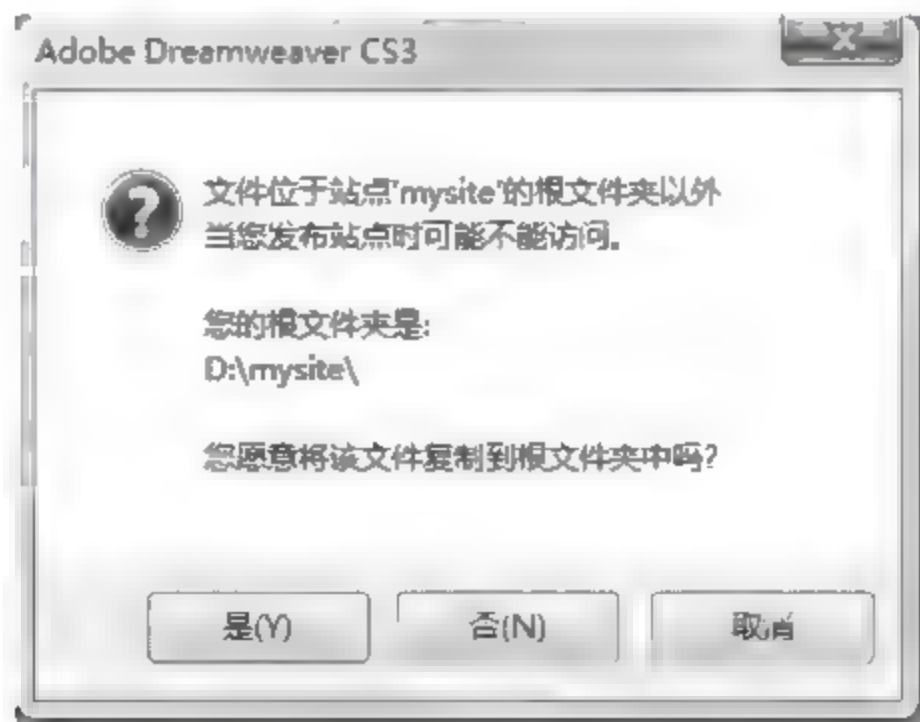 Adobe Dreamweaver CS3
文件位于站点'mysite'的根文件夹以外
当您发布站点时可能不能访问。
您的根文件夹是:
D:\mysite\
您愿意将该文件复制到根文件夹中吗?
是(Y)
否(N)
取消